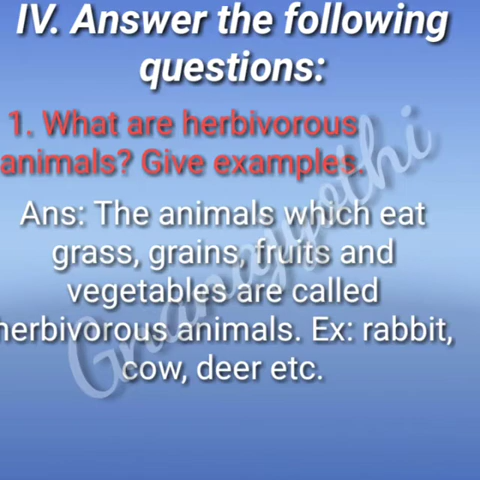 IV. Answer the following
questions:
1. What are herbivorous
animals? Give examples.
Ans: The animals which eat
grass, grains, fruits and
vegetables are called
herbivorous animals. Ex: rabbit,
cow, deer etc.
Gnanajyothi